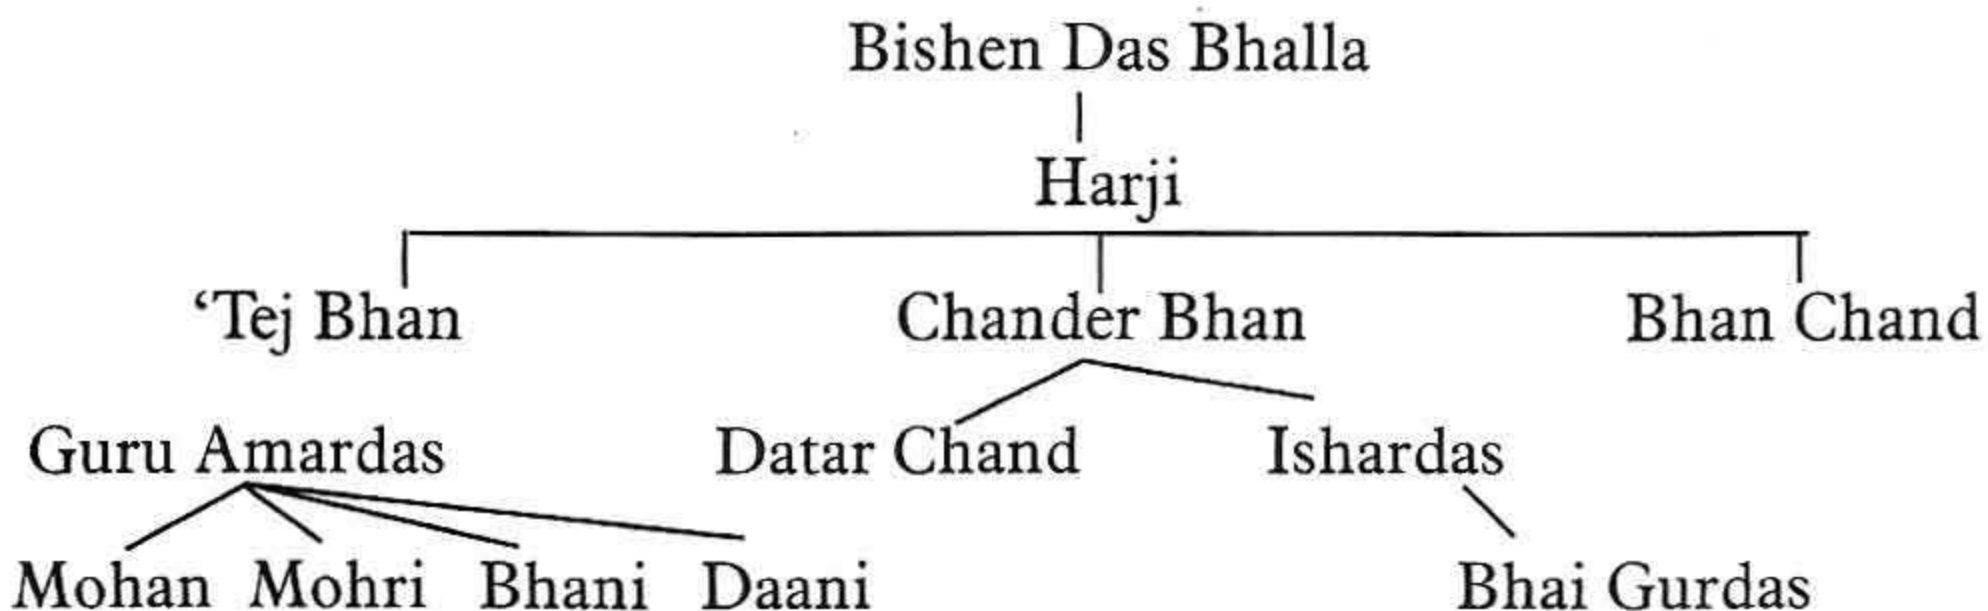 Bishen Das Bhalla
Harji
‘Tej Bhan Chander Bhan Bhan Chand
Guru Amardas Datar Chand Ishardas
Mohan Mohri Bhani Daani Bhai Gurdas